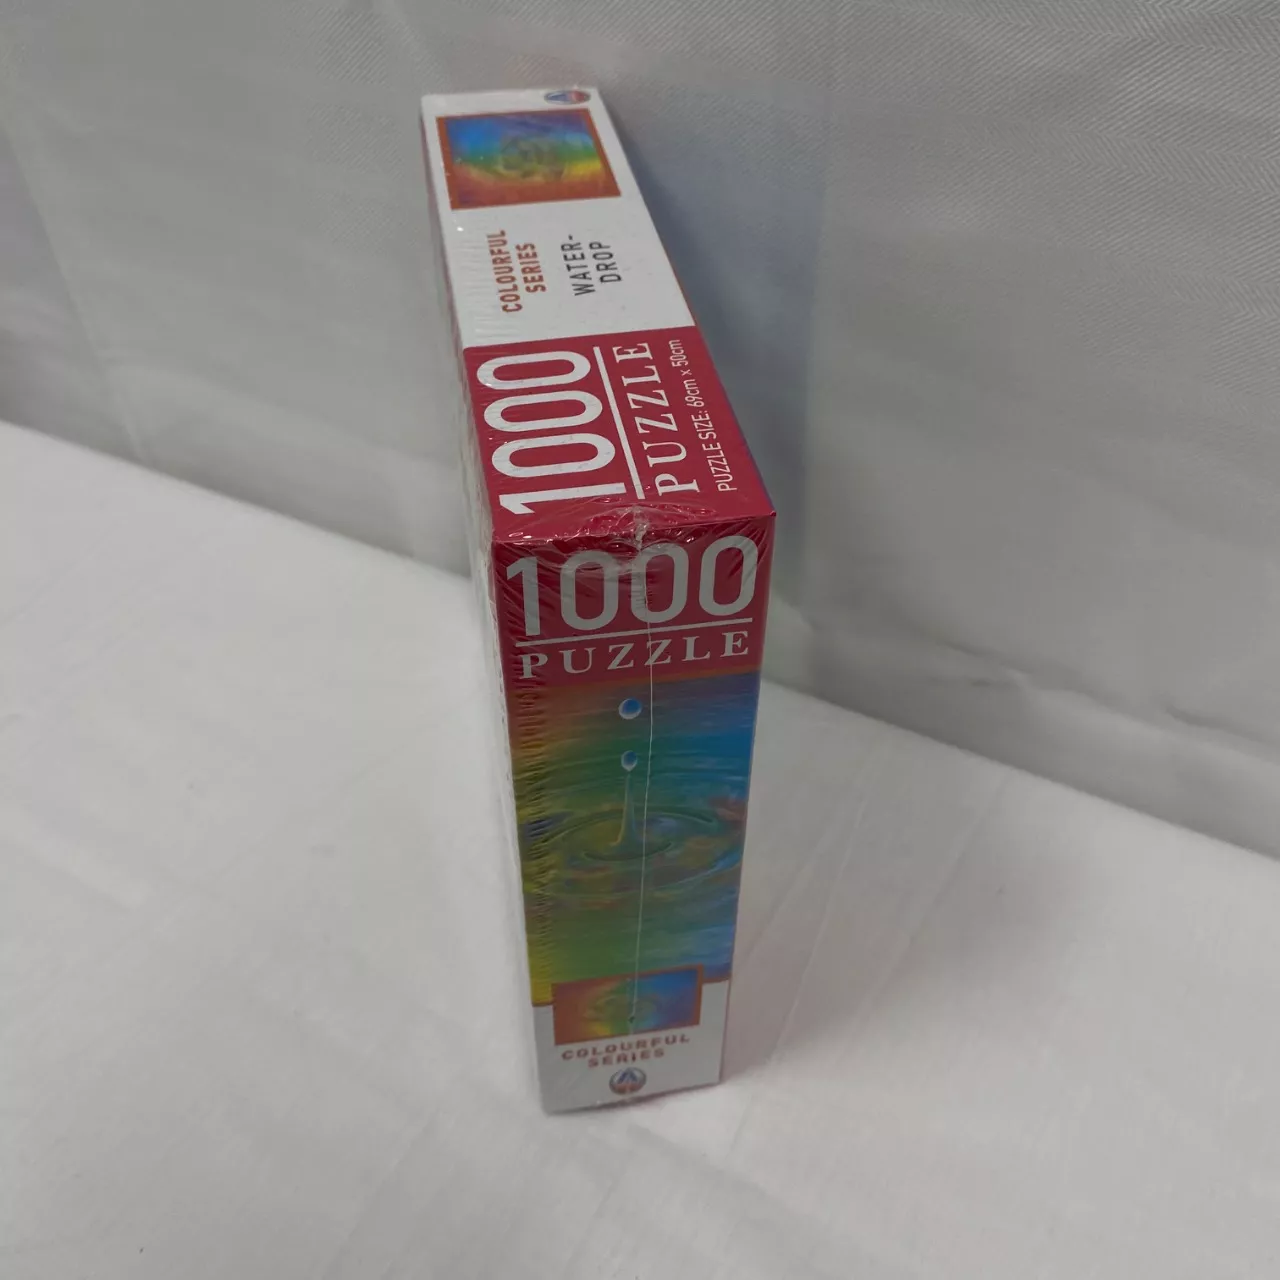 COLOURFUL
SERIES
WATER-
DROP
1000
PUZZLE
PUZZLE SIZE: 69cm x 50cm
1000
PUZZLE
COLOURFUL
SERIES